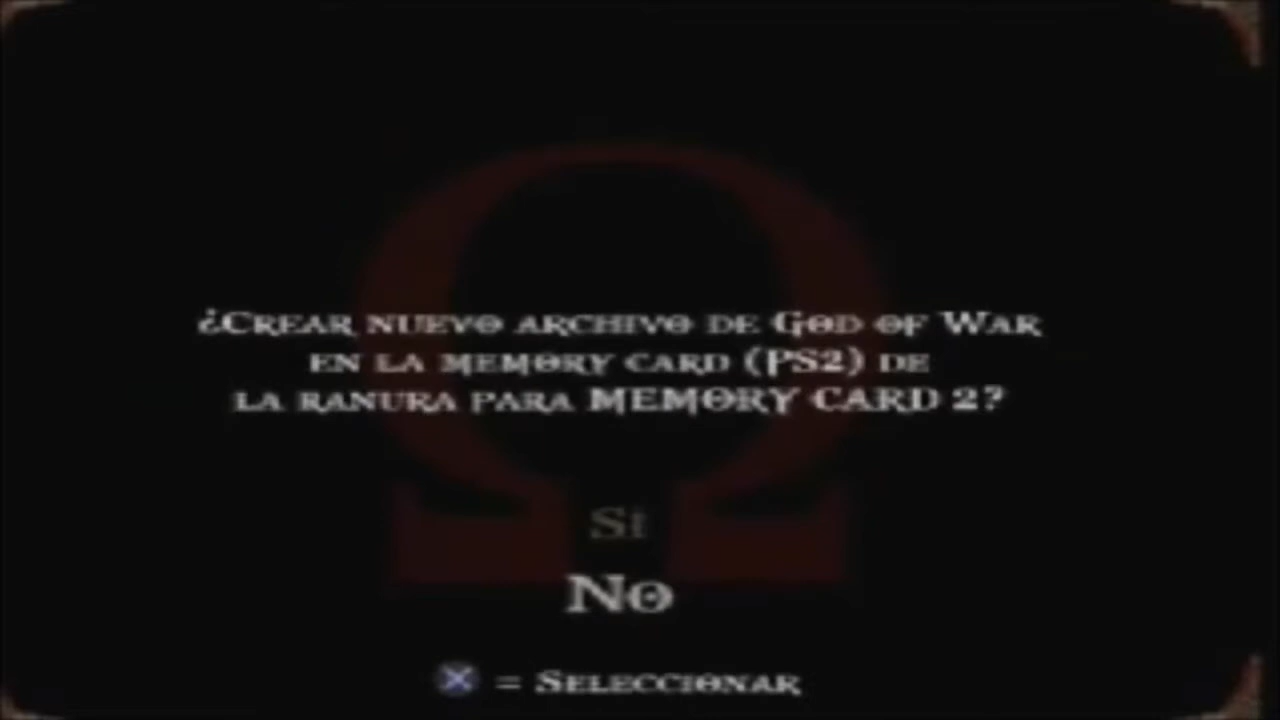 ¿Crear nuevo archivo de God of War
en la memory card (PS2) de
la ranura para MEMORY CARD 2?
Sí
No
= Seleccionar